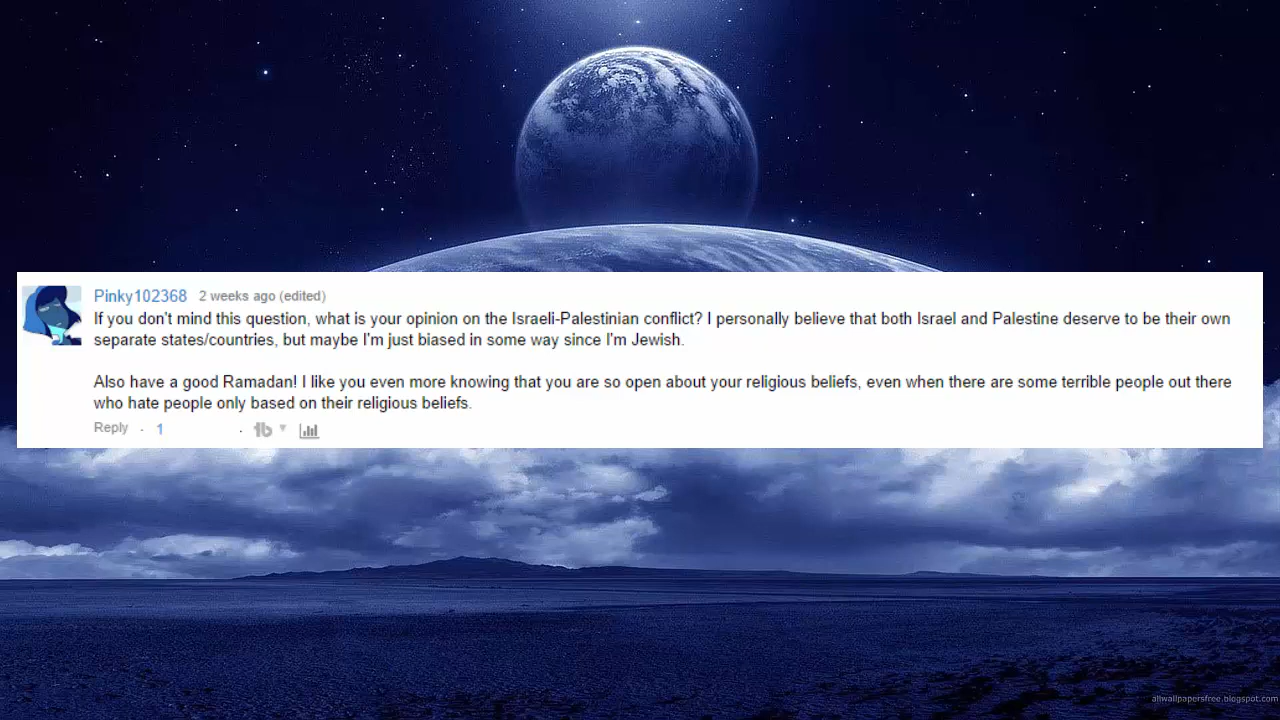 Pinky102368 2 weeks ago (edited)
If you don't mind this question, what is your opinion on the Israeli-Palestinian conflict? I personally believe that both Israel and Palestine deserve to be their own
separate states/countries, but maybe I'm just biased in some way since I'm Jewish.
Also have a good Ramadan! I like you even more knowing that you are so open about your religious beliefs, even when there are some terrible people out there
who hate people only based on their religious beliefs.
Reply · 1
allwallpapersfree.blogspot.com